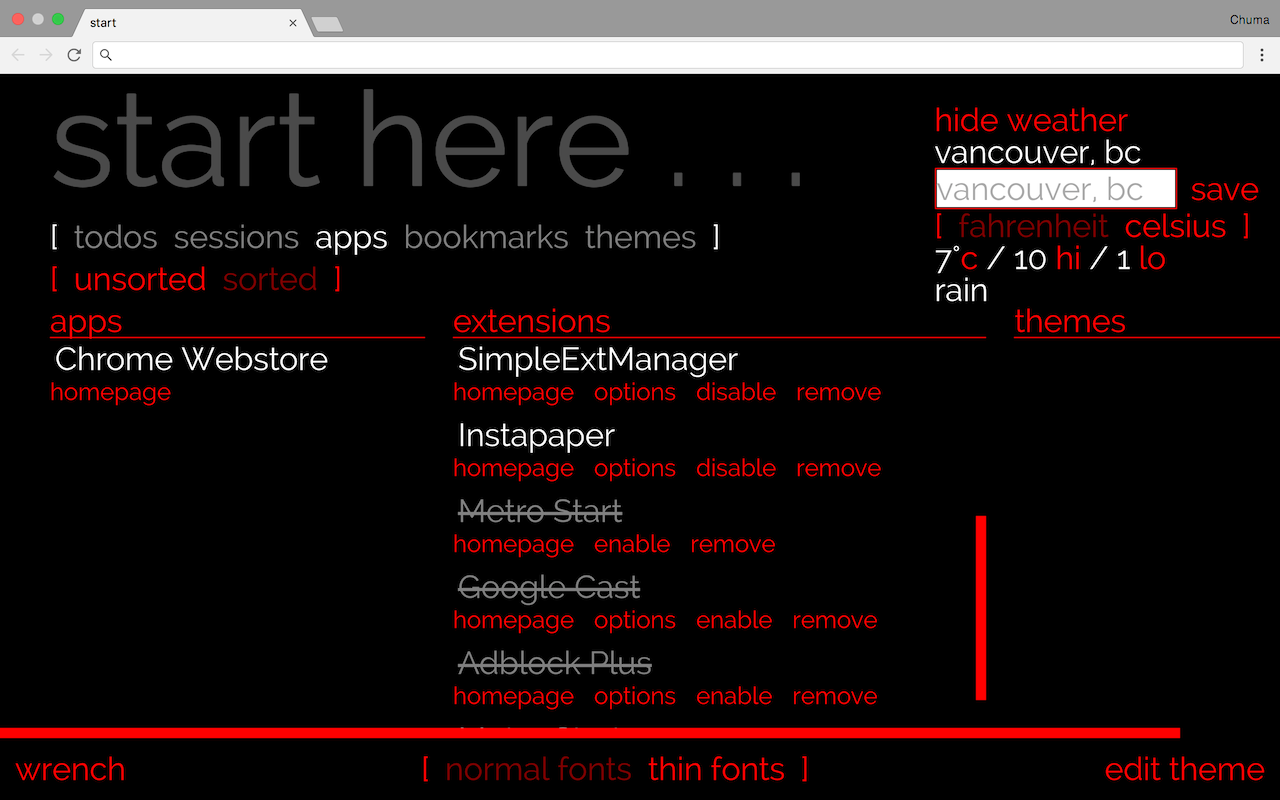 start
Chuma
start here . . .
[ todos sessions apps bookmarks themes ]
[ unsorted sorted ]
hide weather
vancouver, bc
vancouver, bc save
[ fahrenheit celsius ]
7°c / 10 hi / 1 lo
rain
apps
Chrome Webstore
homepage
extensions
SimpleExtManager
homepage options disable remove
Instapaper
homepage options disable remove
Metro Start
homepage enable remove
Google Cast
homepage options enable remove
Adblock Plus
homepage options enable remove
themes
wrench
[ normal fonts thin fonts ]
edit theme